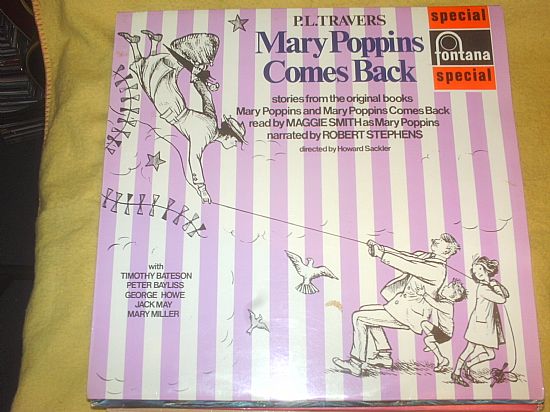 P.L.TRAVERS
Mary Poppins
Comes Back
special
fontana
special
stories from the original books
Mary Poppins and Mary Poppins Comes Back
read by MAGGIE SMITH as Mary Poppins
narrated by ROBERT STEPHENS
directed by Howard Sackler
with
TIMOTHY BATESON
PETER BAYLISS
GEORGE HOWE
JACK MAY
MARY MILLER